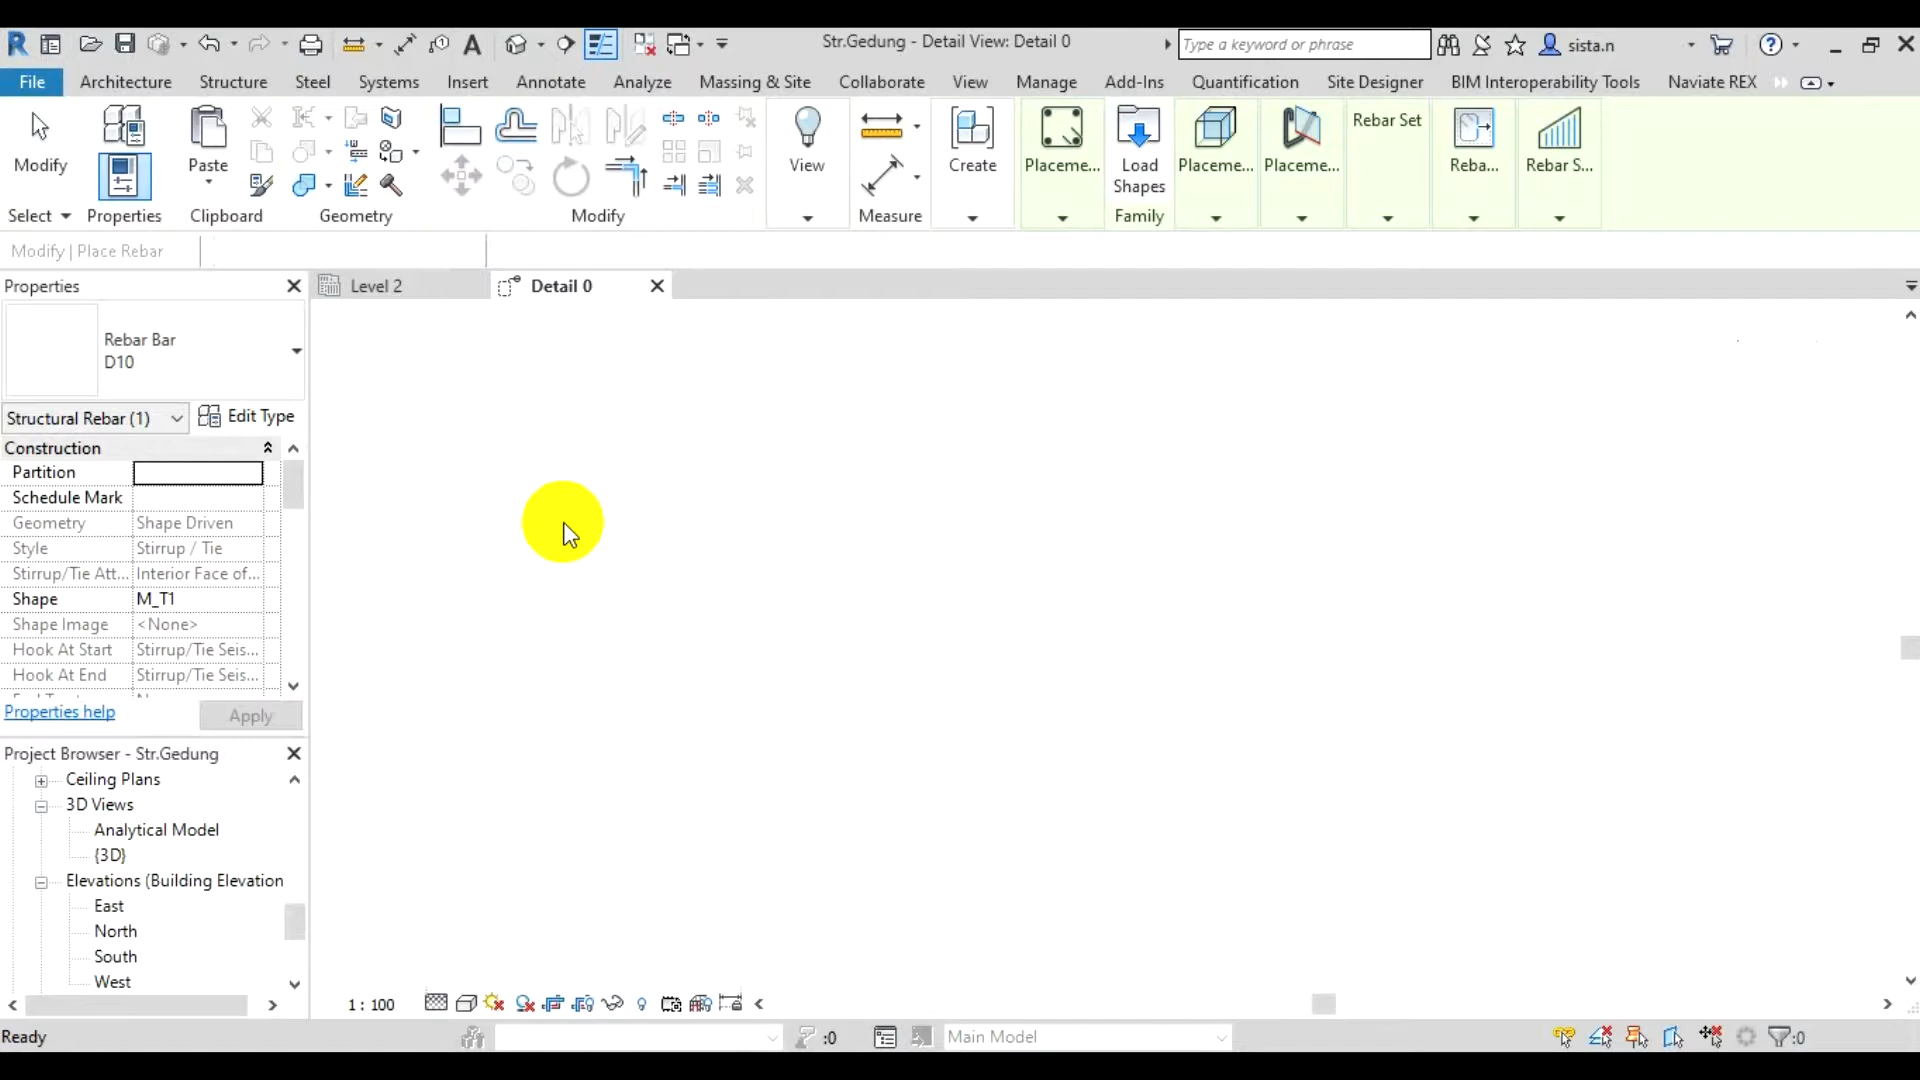 Str.Gedung - Detail View: Detail 0
Type a keyword or phrase
sista.n
File Architecture Structure Steel Systems Insert Annotate Analyze Massing & Site Collaborate View Manage Add-Ins Quantification Site Designer BIM Interoperability Tools Naviate REX
Modify
Paste
View
Create
Placeme...
Load
Shapes
Placeme...
Placeme...
Rebar Set
Reba...
Rebar S...
Select Properties Clipboard Geometry Modify Measure Family
Modify | Place Rebar
Properties
Level 2
Detail 0
Rebar Bar
D10
Structural Rebar (1)
Edit Type
Construction
Partition
Schedule Mark
Geometry Shape Driven
Style Stirrup / Tie
Stirrup/Tie Att... Interior Face of...
Shape M_T1
Shape Image <None>
Hook At Start Stirrup/Tie Seis...
Hook At End Stirrup/Tie Seis...
Properties help
Apply
Project Browser - Str.Gedung
Ceiling Plans
3D Views
Analytical Model
{3D}
Elevations (Building Elevation
East
North
South
West
1 : 100
Ready
:0
Main Model
:0